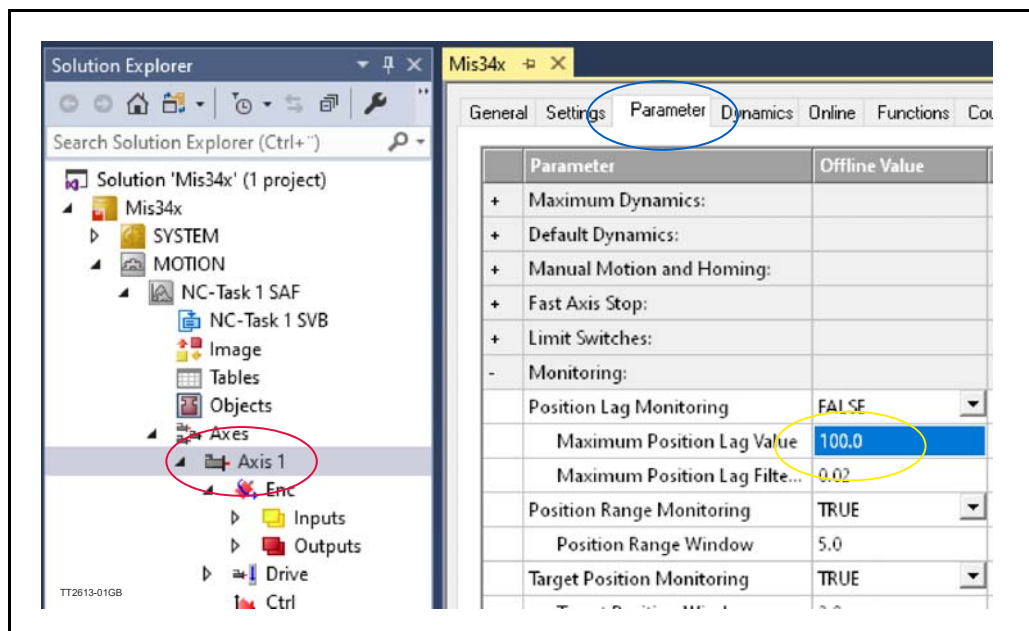 Solution Explorer
Search Solution Explorer (Ctrl+¨)
Solution 'Mis34x' (1 project)
Mis34x
SYSTEM
MOTION
NC-Task 1 SAF
NC-Task 1 SVB
Image
Tables
Objects
Axes
Axis 1
Enc
Inputs
Outputs
Drive
Ctrl
TT2613-01GB
Mis34x
General Settings Parameter Dynamics Online Functions
Parameter Offline Value
+ Maximum Dynamics:
+ Default Dynamics:
+ Manual Motion and Homing:
+ Fast Axis Stop:
+ Limit Switches:
- Monitoring:
Position Lag Monitoring FALSE
Maximum Position Lag Value 100.0
Maximum Position Lag Filte... 0.02
Position Range Monitoring TRUE
Position Range Window 5.0
Target Position Monitoring TRUE